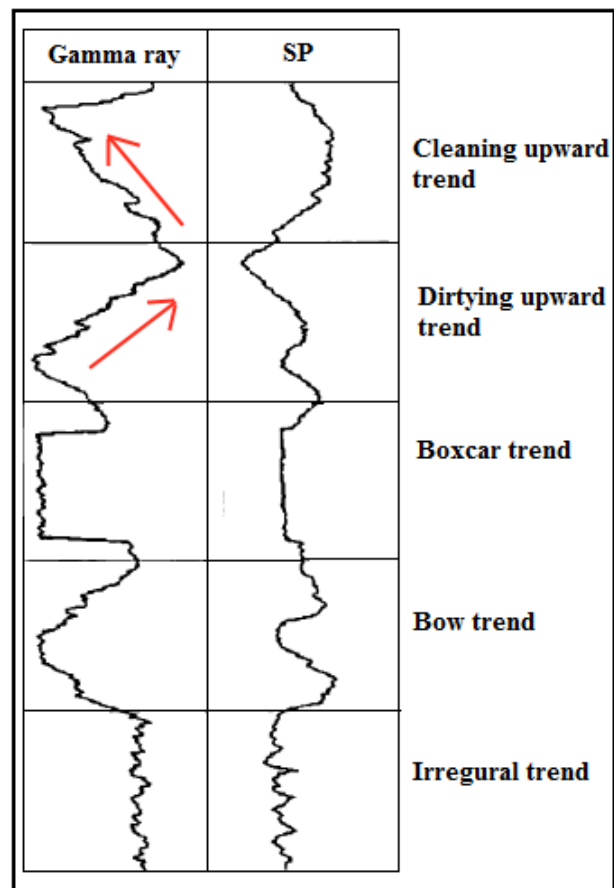 Gamma ray
SP
Cleaning upward
trend
Dirtying upward
trend
Boxcar trend
Bow trend
Irregural trend